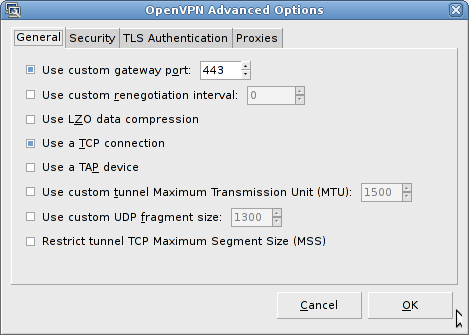 OpenVPN Advanced Options
General Security TLS Authentication Proxies
Use custom gateway port: 443
Use custom renegotiation interval: 0
Use LZO data compression
Use a TCP connection
Use a TAP device
Use custom tunnel Maximum Transmission Unit (MTU): 1500
Use custom UDP fragment size: 1300
Restrict tunnel TCP Maximum Segment Size (MSS)
Cancel OK